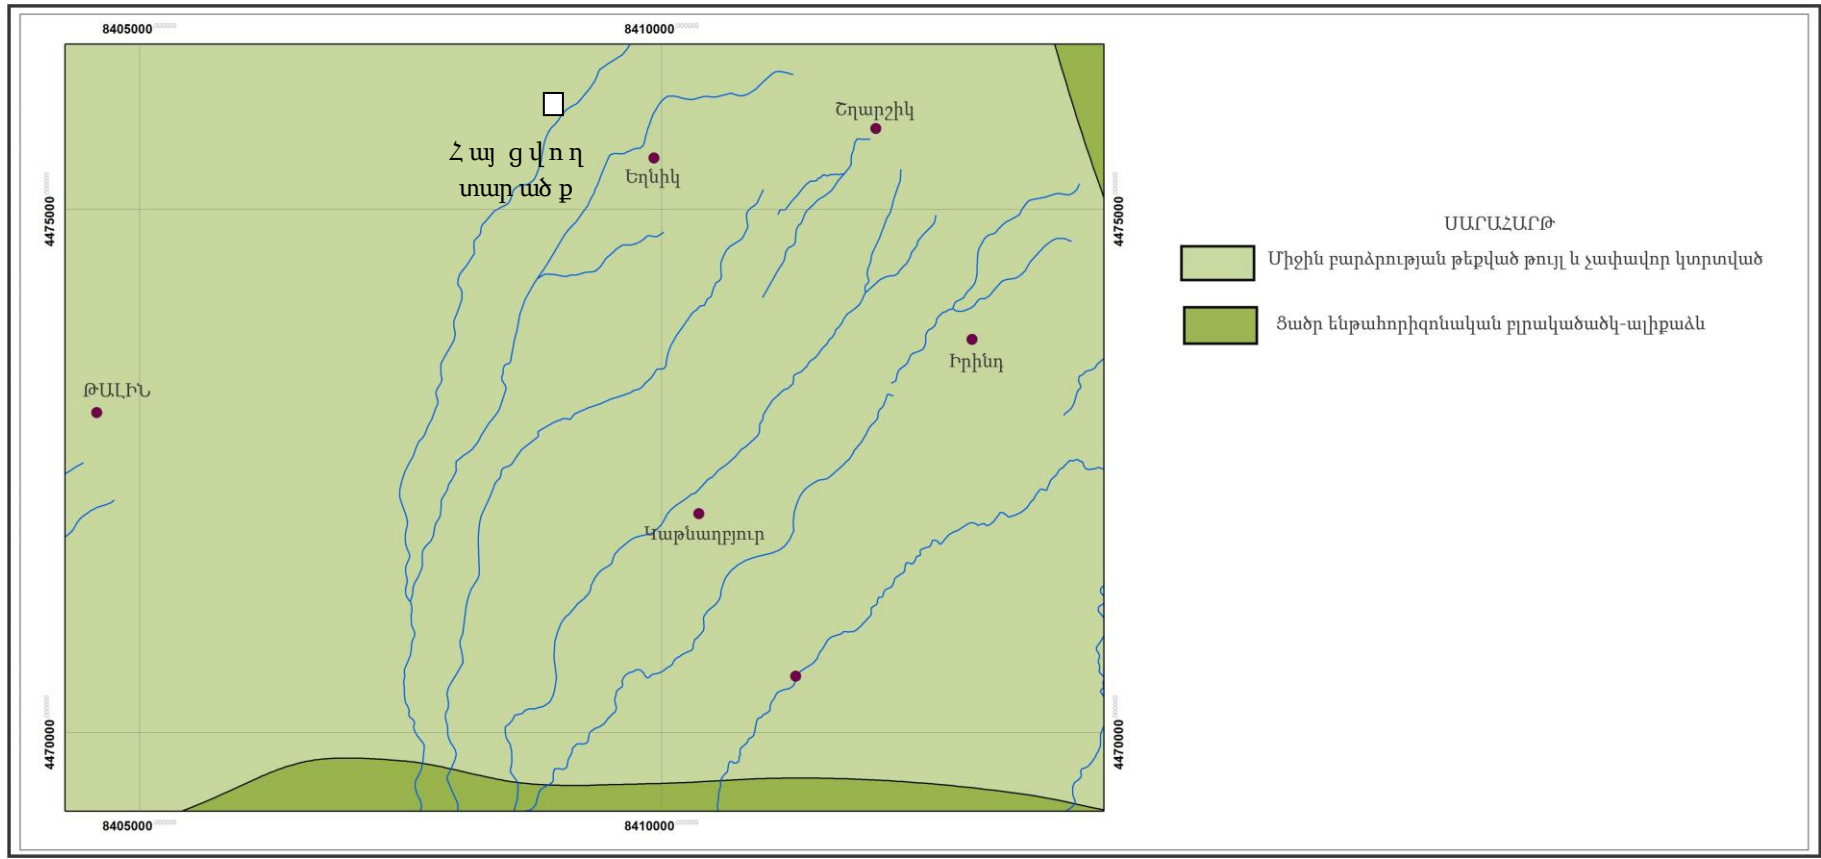 8405000 8410000
Շղարշիկ
Հայցվող
տարածք
Եղնիկ
4475000 4475000
ՍԱՐԱՀԱՐԹ
Միջին բարձրության թեքված թույլ և չափավոր կտրտված
Ցածր ենթահորիզոնական բլրակածածկ-ալիքաձև
Իրինդ
ԹԱԼԻՆ
Կաթնաղբյուր
4470000 4470000
8405000 8410000